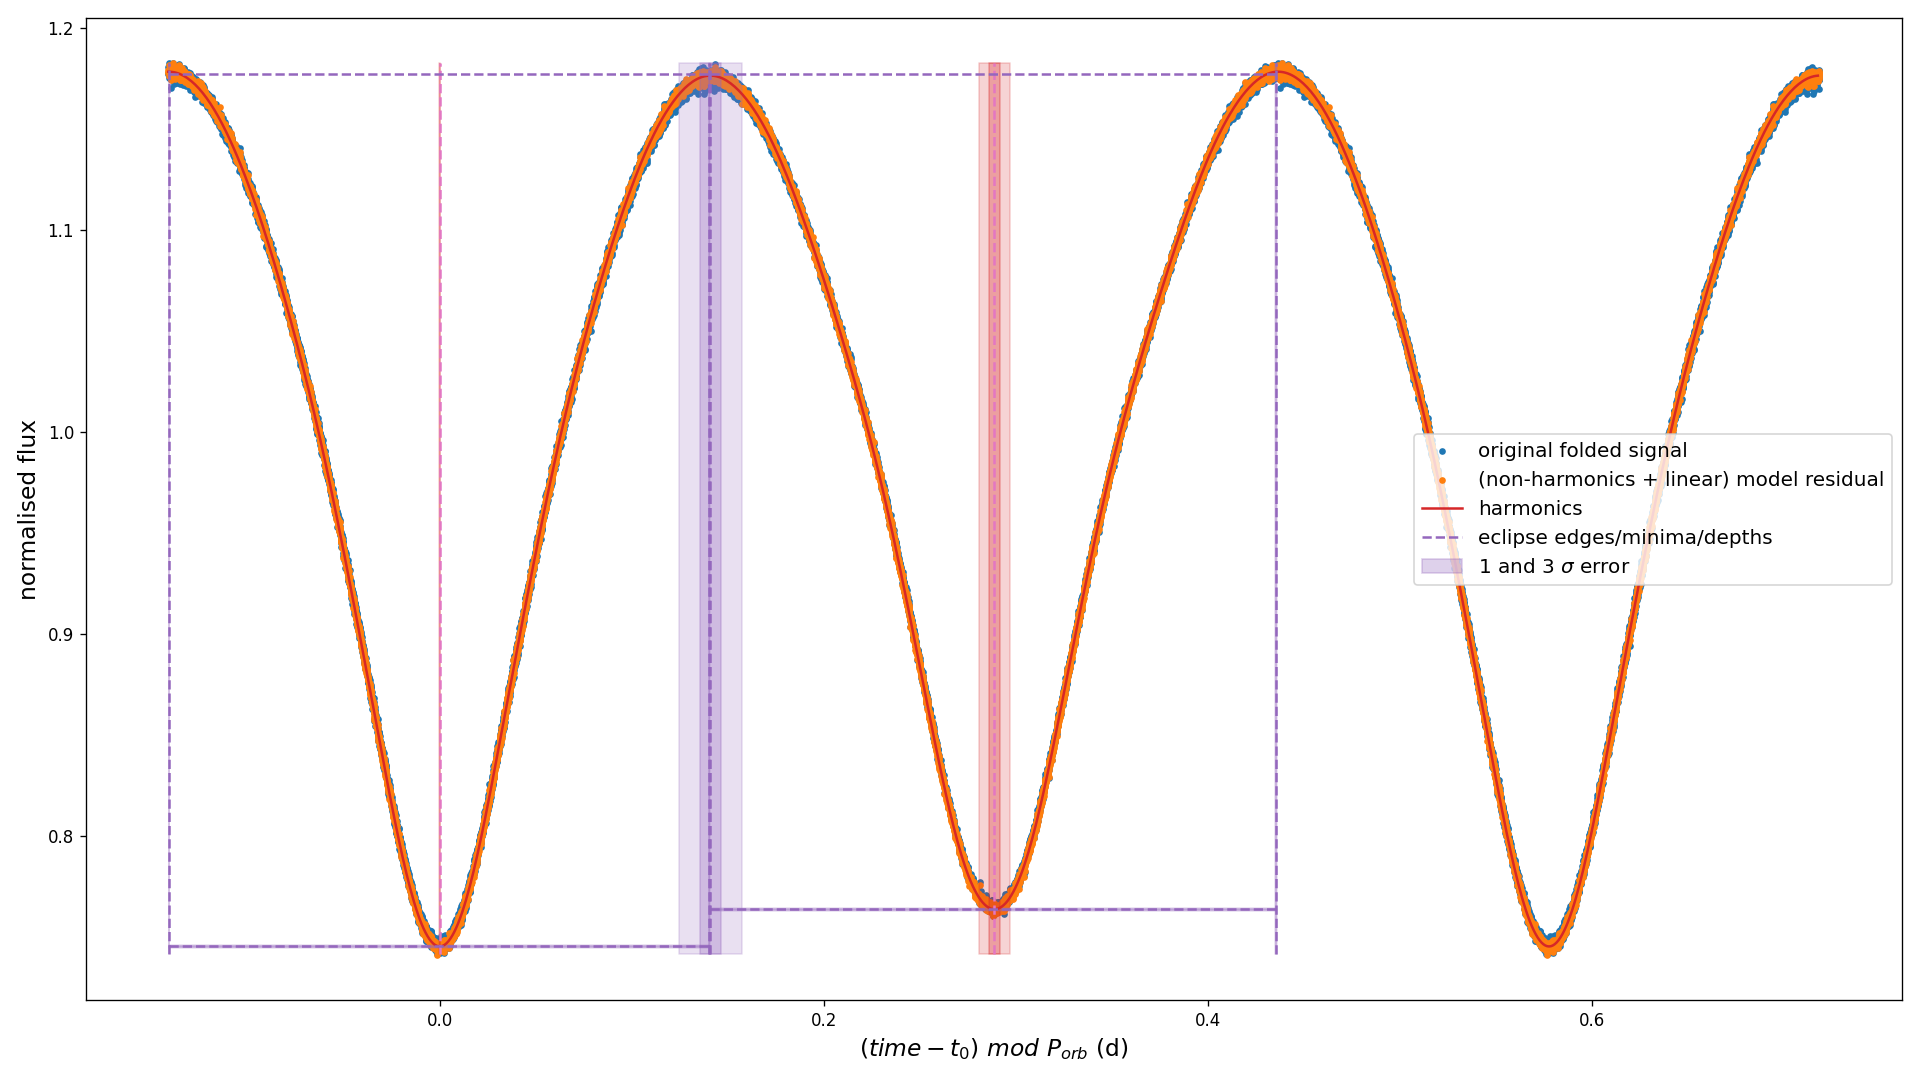 1.2
1.1
1.0
0.9
0.8
normalised flux
original folded signal
(non-harmonics + linear) model residual
harmonics
eclipse edges/minima/depths
1 and 3 σ error
0.0 0.2 0.4 0.6
(time − t₀) mod P_orb (d)